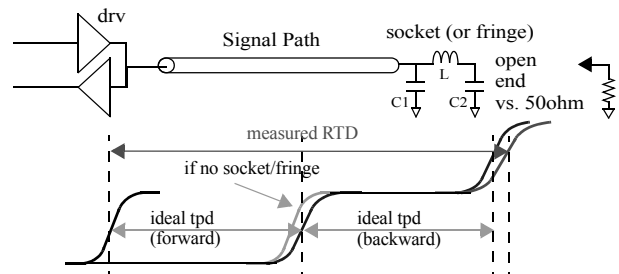 drv
Signal Path
socket (or fringe)
L
C1
C2
open
end
vs. 50ohm
measured RTD
if no socket/fringe
ideal tpd
(forward)
ideal tpd
(backward)